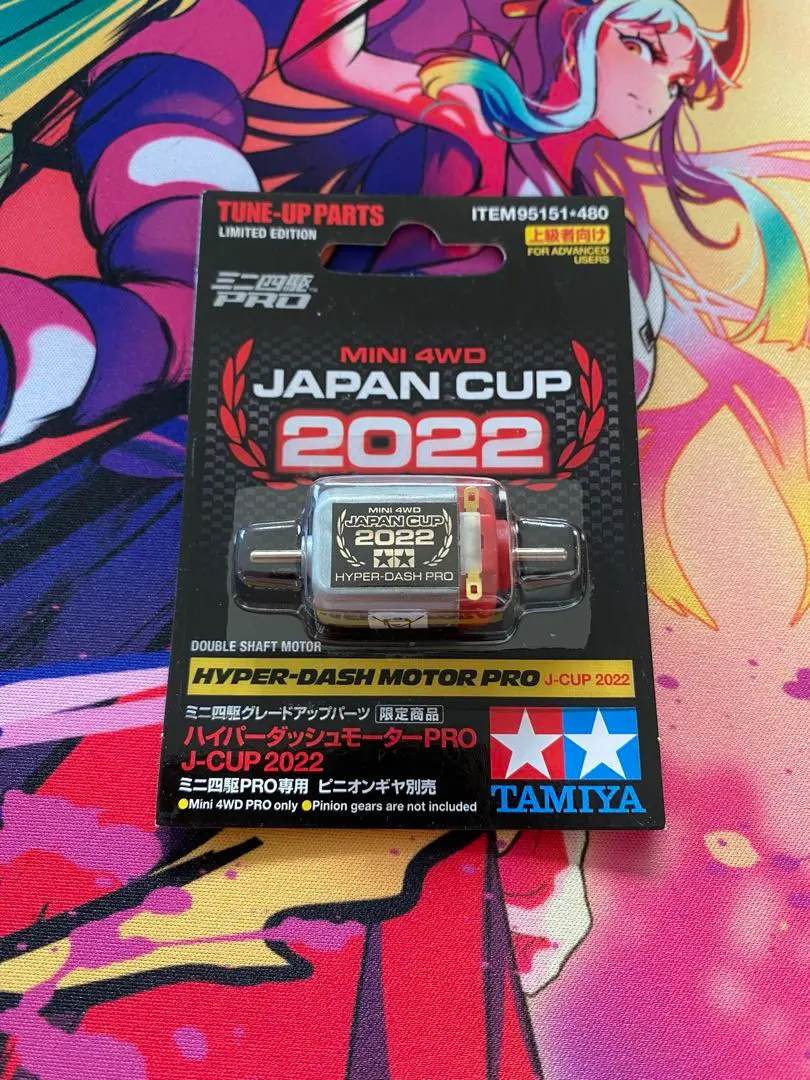 TUNE-UP PARTS
LIMITED EDITION
ITEM 95151★480
上級者向け
FOR ADVANCED
USERS
ミニ四駆™
PRO
MINI 4WD
JAPAN CUP
2022
MINI 4WD
JAPAN CUP
2022
HYPER-DASH PRO
DOUBLE SHAFT MOTOR
HYPER-DASH MOTOR PRO J-CUP 2022
ミニ四駆グレードアップパーツ 限定商品
ハイパーダッシュモーターPRO
J-CUP 2022
ミニ四駆PRO専用 ピニオンギヤ別売
●Mini 4WD PRO only ●Pinion gears are not included
TAMIYA